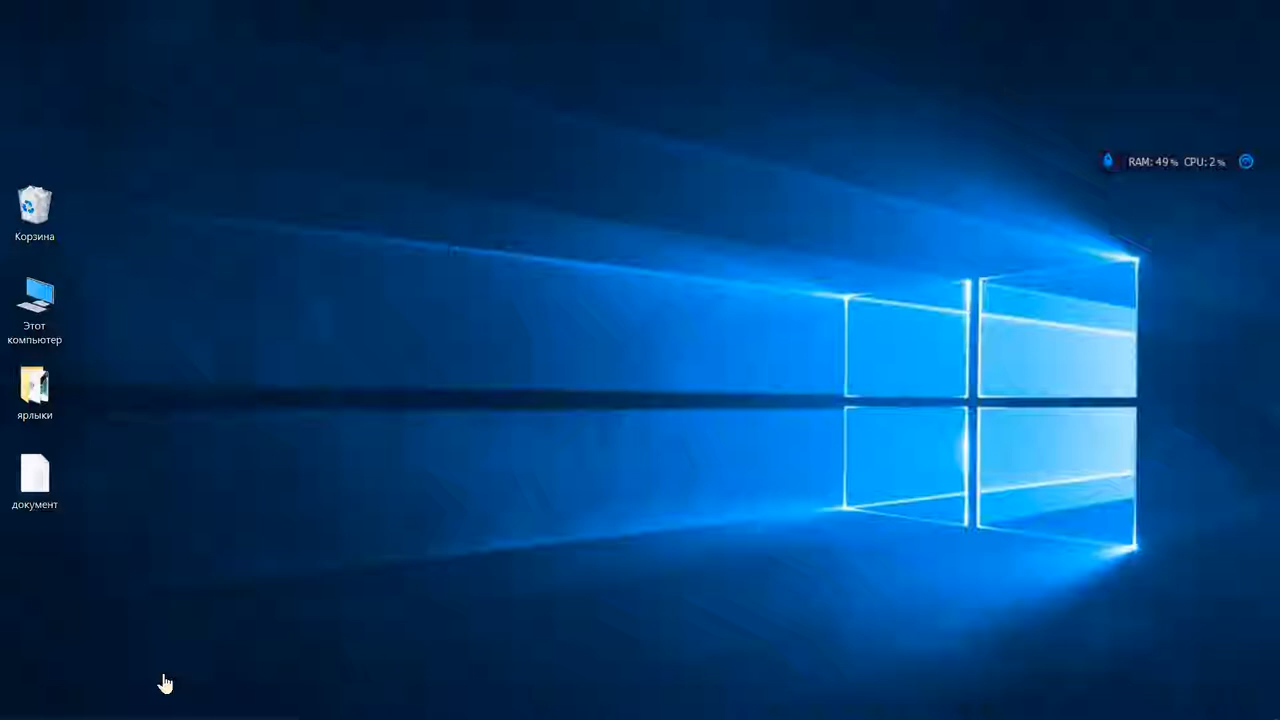 RAM: 49% CPU: 2%
Корзина
Этот
компьютер
ярлыки
документ